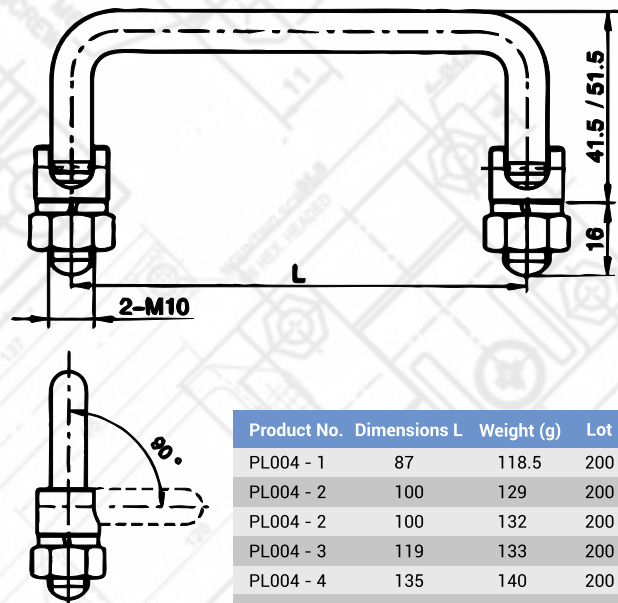 41.5 / 51.5
16
L
2-M10
90°
Product No. Dimensions L Weight (g) Lot
PL004 - 1 87 118.5 200
PL004 - 2 100 129 200
PL004 - 2 100 132 200
PL004 - 3 119 133 200
PL004 - 4 135 140 200
11
137